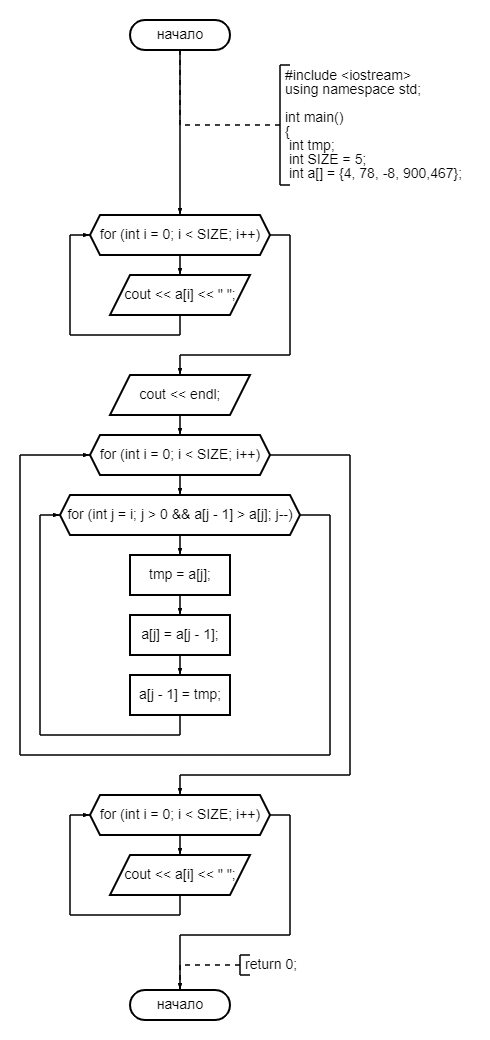 начало
#include <iostream>
using namespace std;
int main()
{
int tmp;
int SIZE = 5;
int a[] = {4, 78, -8, 900,467};
for (int i = 0; i < SIZE; i++)
cout << a[i] << " ";
cout << endl;
for (int i = 0; i < SIZE; i++)
for (int j = i; j > 0 && a[j - 1] > a[j]; j--)
tmp = a[j];
a[j] = a[j - 1];
a[j - 1] = tmp;
for (int i = 0; i < SIZE; i++)
cout << a[i] << " ";
return 0;
начало